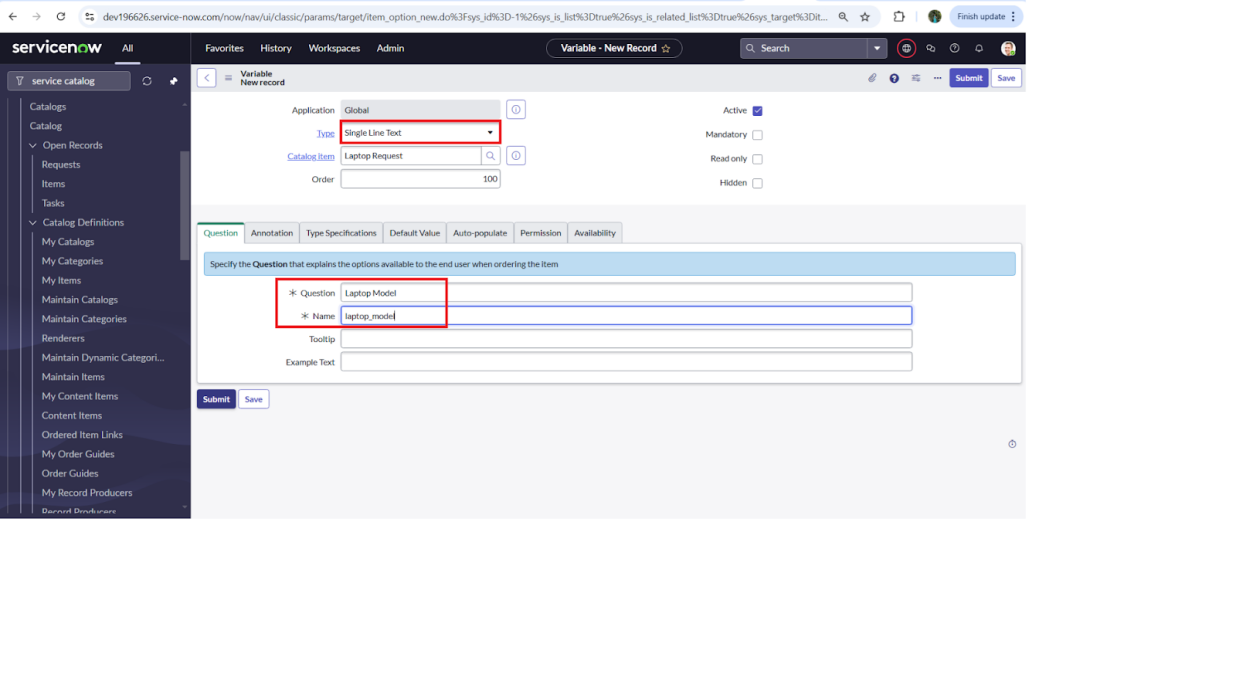 dev196626.service-now.com/now/nav/ui/classic/params/target/item_option_new.do%3Fsys_id%3D-1%26sys_is_list%3Dtrue%26sys_is_related_list%3Dtrue%26sys_target%3Dit...
Finish update
servicenow
All
Favorites
History
Workspaces
Admin
Variable - New Record
Search
service catalog
Variable
New record
Submit
Save
Catalogs
Catalog
Open Records
Requests
Items
Tasks
Catalog Definitions
My Catalogs
My Categories
My Items
Maintain Catalogs
Maintain Categories
Renderers
Maintain Dynamic Categori...
Maintain Items
My Content Items
Content Items
Ordered Item Links
My Order Guides
Order Guides
My Record Producers
Record Producers
Application Global
Type Single Line Text
Catalog item Laptop Request
Order 100
Active
Mandatory
Read only
Hidden
Question
Annotation
Type Specifications
Default Value
Auto-populate
Permission
Availability
Specify the Question that explains the options available to the end user when ordering the item
Question Laptop Model
Name laptop_model
Tooltip
Example Text
Submit
Save